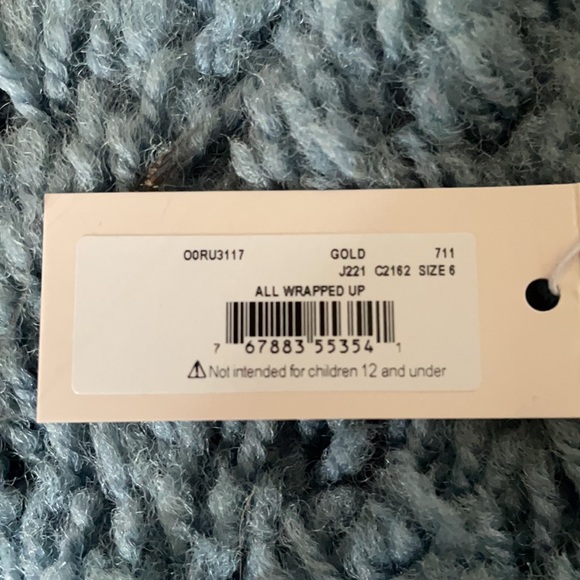 O0RU3117 GOLD 711
J221 C2162 SIZE 6
ALL WRAPPED UP
7 67883 55354 1
⚠ Not intended for children 12 and under